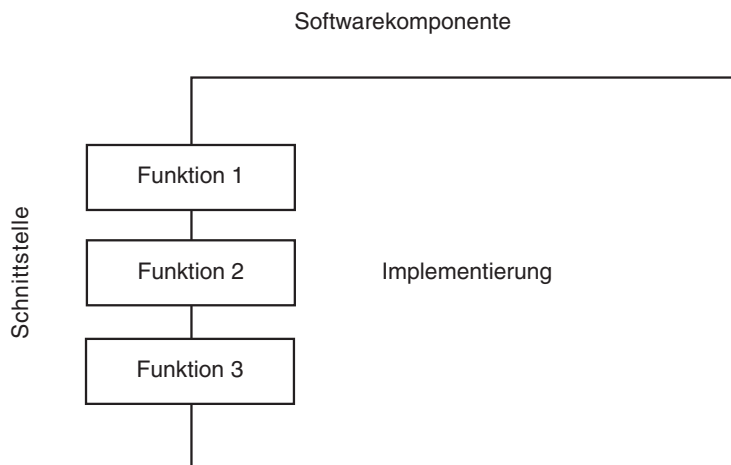 Softwarekomponente
Schnittstelle
Funktion 1
Funktion 2
Implementierung
Funktion 3